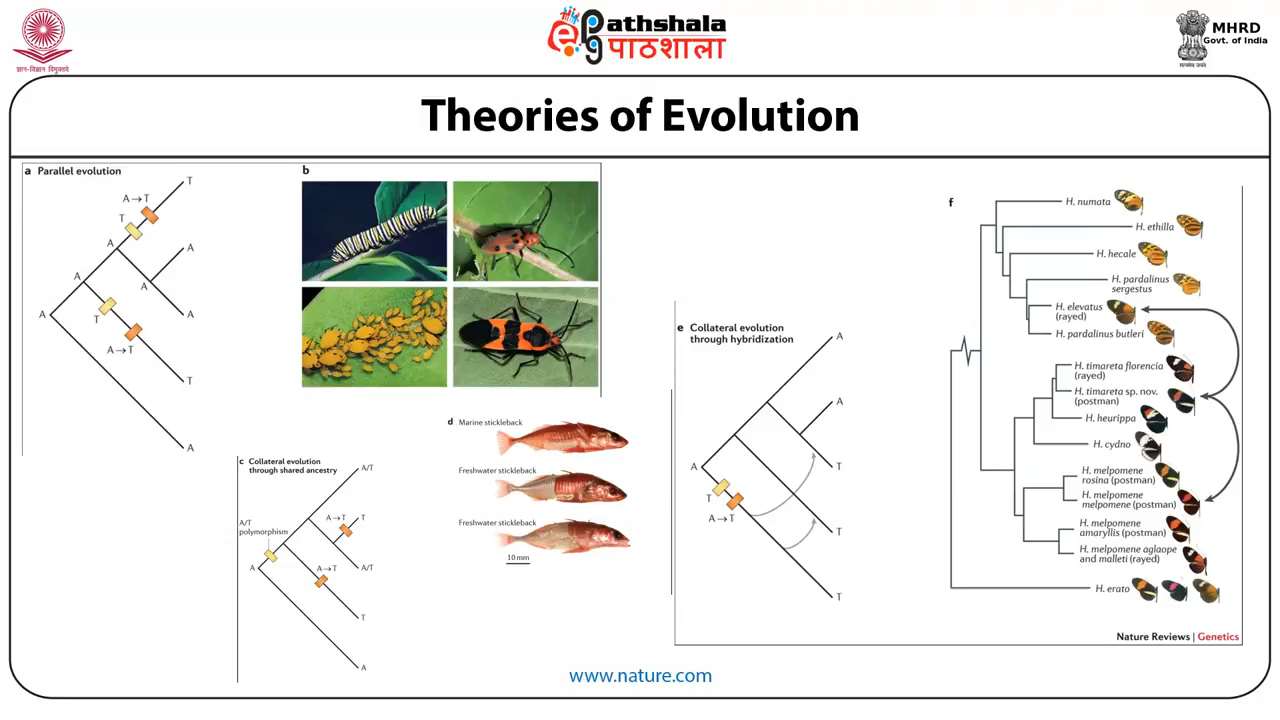 ज्ञान-विज्ञान विमुक्तये
Pathshala
पाठशाला
सत्यमेव जयते
MHRD
Govt. of India
Theories of Evolution
a Parallel evolution
T
A→T
T
A
A
A
A
A
A
T
A→T
T
A
b
c Collateral evolution
through shared ancestry
A/T
A/T
polymorphism
A→T
T
A
A→T
A/T
T
A
d Marine stickleback
Freshwater stickleback
Freshwater stickleback
10 mm
e Collateral evolution
through hybridization
A
A
A
T
T
A→T
T
T
f
H. numata
H. ethilla
H. hecale
H. pardalinus
sergestus
H. elevatus
(rayed)
H. pardalinus butleri
H. timareta florencia
(rayed)
H. timareta sp. nov.
(postman)
H. heurippa
H. cydno
H. melpomene
rosina (postman)
H. melpomene
melpomene (postman)
H. melpomene
amaryllis (postman)
H. melpomene aglaope
and malleti (rayed)
H. erato
Nature Reviews | Genetics
www.nature.com